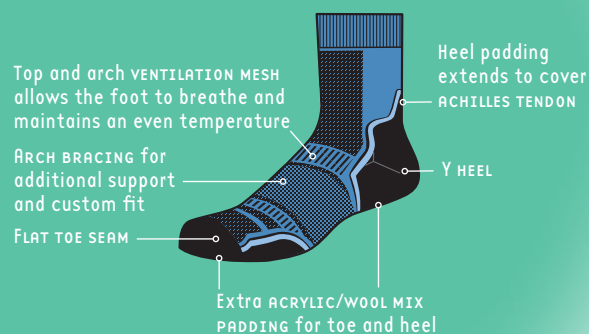 Top and arch VENTILATION MESH
allows the foot to breathe and
maintains an even temperature
ARCH BRACING for
additional support
and custom fit
FLAT TOE SEAM
Heel padding
extends to cover
ACHILLES TENDON
Y HEEL
Extra ACRYLIC/WOOL MIX
PADDING for toe and heel